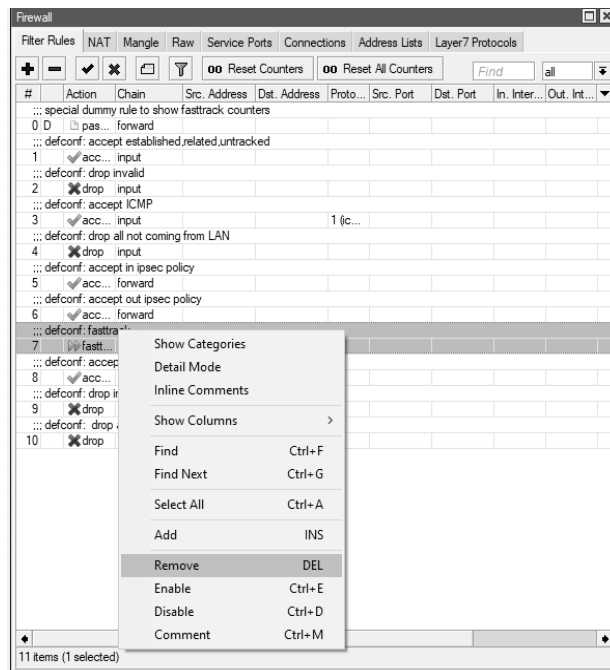 Firewall
Filter Rules NAT Mangle Raw Service Ports Connections Address Lists Layer7 Protocols
00 Reset Counters 00 Reset All Counters Find all
# Action Chain Src. Address Dst. Address Proto... Src. Port Dst. Port In. Inter... Out. Int...
;;; special dummy rule to show fasttrack counters
0 D pas... forward
;;; defconf: accept established,related,untracked
1 acc... input
;;; defconf: drop invalid
2 drop input
;;; defconf: accept ICMP
3 acc... input 1 (ic...
;;; defconf: drop all not coming from LAN
4 drop input
;;; defconf: accept in ipsec policy
5 acc... forward
;;; defconf: accept out ipsec policy
6 acc... forward
;;; defconf: fasttrack
7 fastt...
;;; defconf: accep
8 acc...
;;; defconf: drop
9 drop
;;; defconf: drop
10 drop
Show Categories
Detail Mode
Inline Comments
Show Columns >
Find Ctrl+F
Find Next Ctrl+G
Select All Ctrl+A
Add INS
Remove DEL
Enable Ctrl+E
Disable Ctrl+D
Comment Ctrl+M
11 items (1 selected)